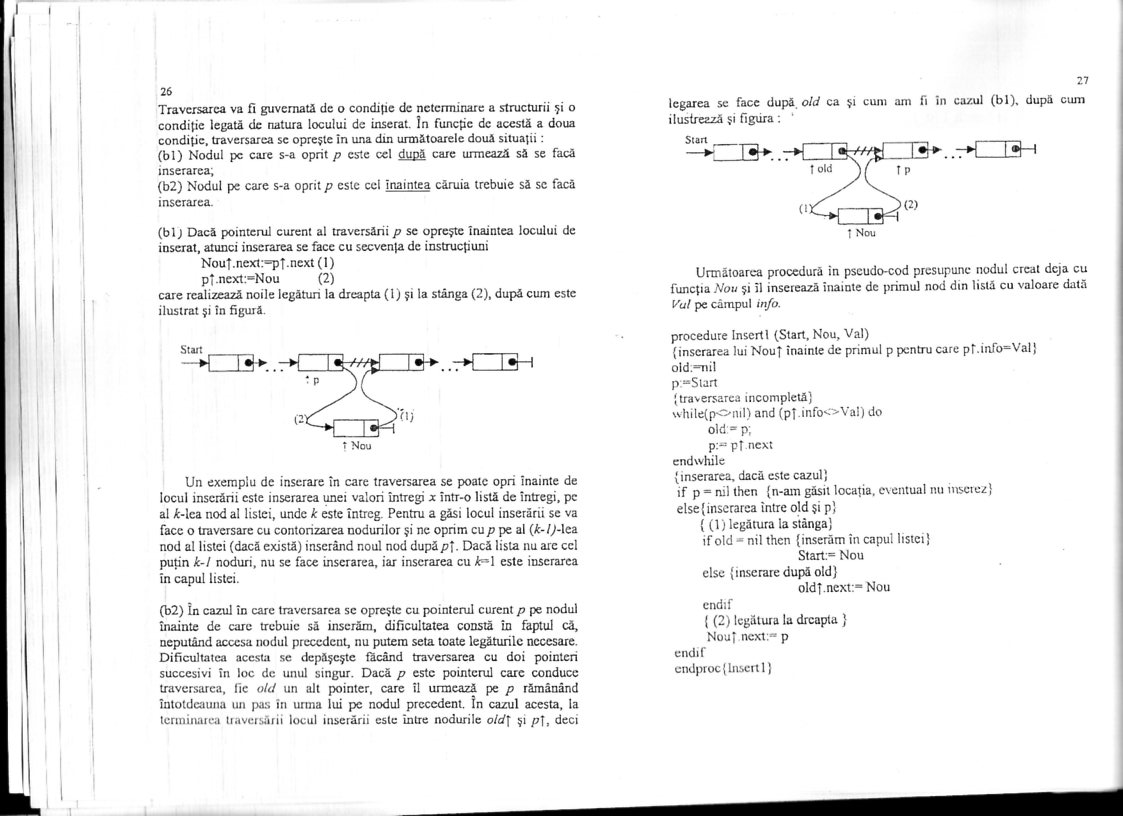 26
Traversarea va fi guvernată de o condiţie de neterminare a structurii şi o
condiţie legată de natura locului de inserat. În funcţie de acestă a doua
condiţie, traversarea se opreşte în una din următoarele două situaţii :
(b1) Nodul pe care s-a oprit p este cel după care urmează să se facă
inserarea;
(b2) Nodul pe care s-a oprit p este cel înaintea căruia trebuie să se facă
inserarea.
(b1) Dacă pointerul curent al traversării p se opreşte înaintea locului de
inserat, atunci inserarea se face cu secvenţa de instrucţiuni
Nou↑.next:=p↑.next (1)
p↑.next:=Nou (2)
care realizează noile legături la dreapta (1) şi la stânga (2), după cum este
ilustrat şi în figură.
Start
...
...
↑ p
(2)
(1)
↑ Nou
Un exemplu de inserare în care traversarea se poate opri înainte de
locul inserării este inserarea unei valori întregi x într-o listă de întregi, pe
al k-lea nod al listei, unde k este întreg. Pentru a găsi locul inserării se va
face o traversare cu contorizarea nodurilor şi ne oprim cu p pe al (k-1)-lea
nod al listei (dacă există) inserând noul nod după p↑. Dacă lista nu are cel
puţin k-1 noduri, nu se face inserarea, iar inserarea cu k=1 este inserarea
în capul listei.
(b2) În cazul în care traversarea se opreşte cu pointerul curent p pe nodul
înainte de care trebuie să inserăm, dificultatea constă în faptul că,
neputând accesa nodul precedent, nu putem seta toate legăturile necesare.
Dificultatea acesta se depăşeşte făcând traversarea cu doi pointeri
succesivi în loc de unul singur. Dacă p este pointerul care conduce
traversarea, fie old un alt pointer, care îl urmează pe p rămânând
întotdeauna un pas în urma lui pe nodul precedent. În cazul acesta, la
terminarea traversării locul inserării este între nodurile old↑ şi p↑, deci
27
legarea se face după old ca şi cum am fi în cazul (b1), după cum
ilustrează şi figura :
Start
...
...
↑ old
↑ p
(1)
(2)
↑ Nou
Următoarea procedură în pseudo-cod presupune nodul creat deja cu
funcţia Nou şi îl inserează înainte de primul nod din listă cu valoare dată
Val pe câmpul info.
procedure Insert1 (Start, Nou, Val)
{inserarea lui Nou↑ înainte de primul p pentru care p↑.info=Val}
old:=nil
p:=Start
{traversarea incompletă}
while(p<>nil) and (p↑.info<>Val) do
old:= p;
p:= p↑.next
endwhile
{inserarea, dacă este cazul}
if p = nil then {n-am găsit locaţia, eventual nu inserez}
else{inserarea între old şi p}
{ (1) legătura la stânga}
if old = nil then {inserăm în capul listei}
Start:= Nou
else {inserare după old}
old↑.next:= Nou
endif
{ (2) legătura la dreapta }
Nou↑.next:= p
endif
endproc{Insert1}